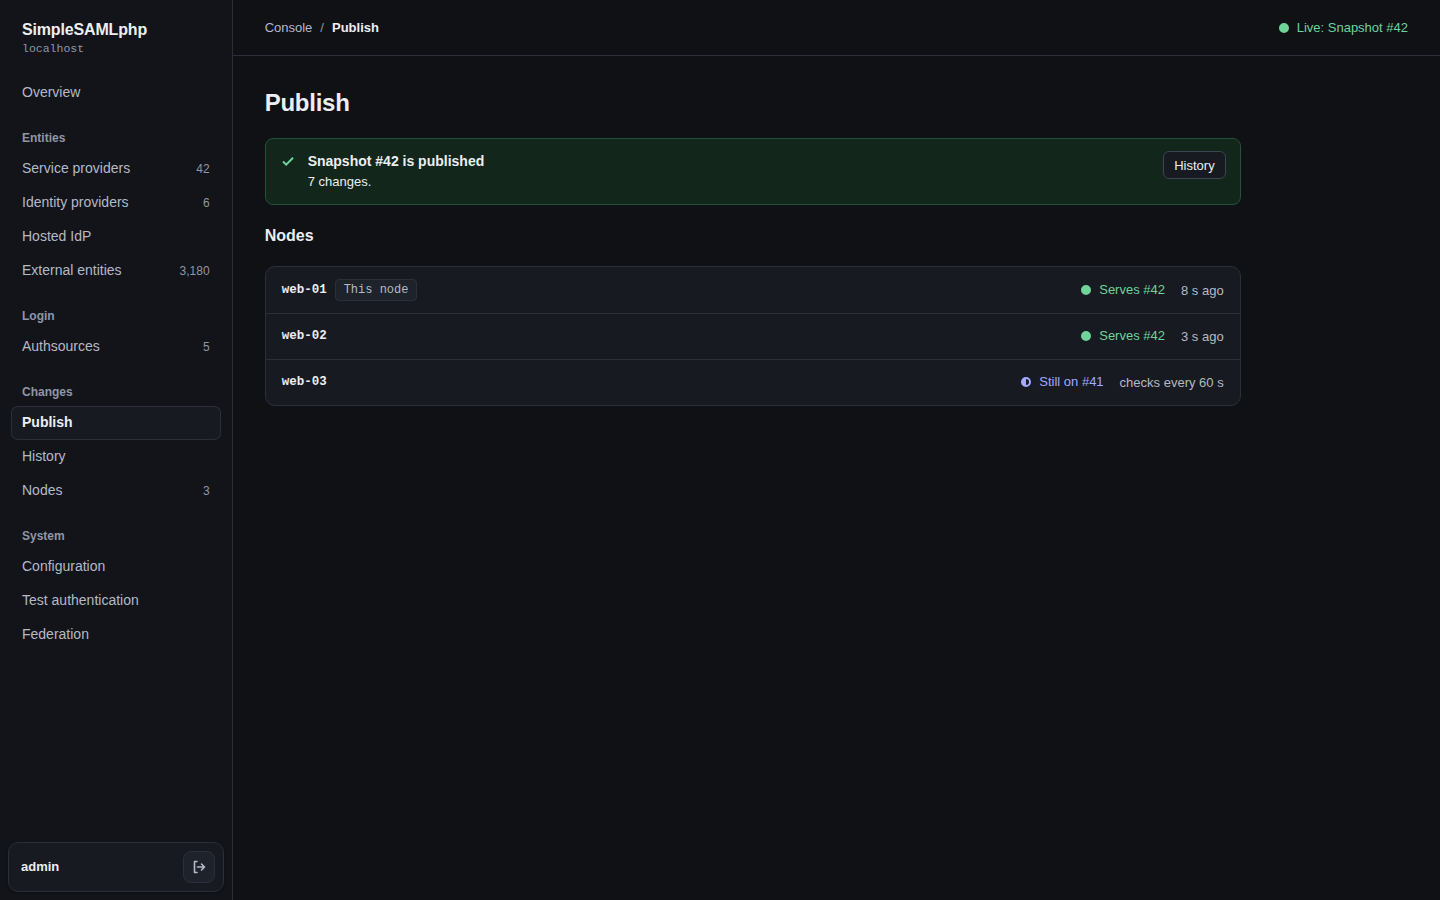 SimpleSAMLphp
localhost
Overview
Entities
Service providers 42
Identity providers 6
Hosted IdP
External entities 3,180
Login
Authsources 5
Changes
Publish
History
Nodes 3
System
Configuration
Test authentication
Federation
admin
Console / Publish
Live: Snapshot #42
Publish
Snapshot #42 is published
7 changes.
History
Nodes
web-01 This node Serves #42 8 s ago
web-02 Serves #42 3 s ago
web-03 Still on #41 checks every 60 s